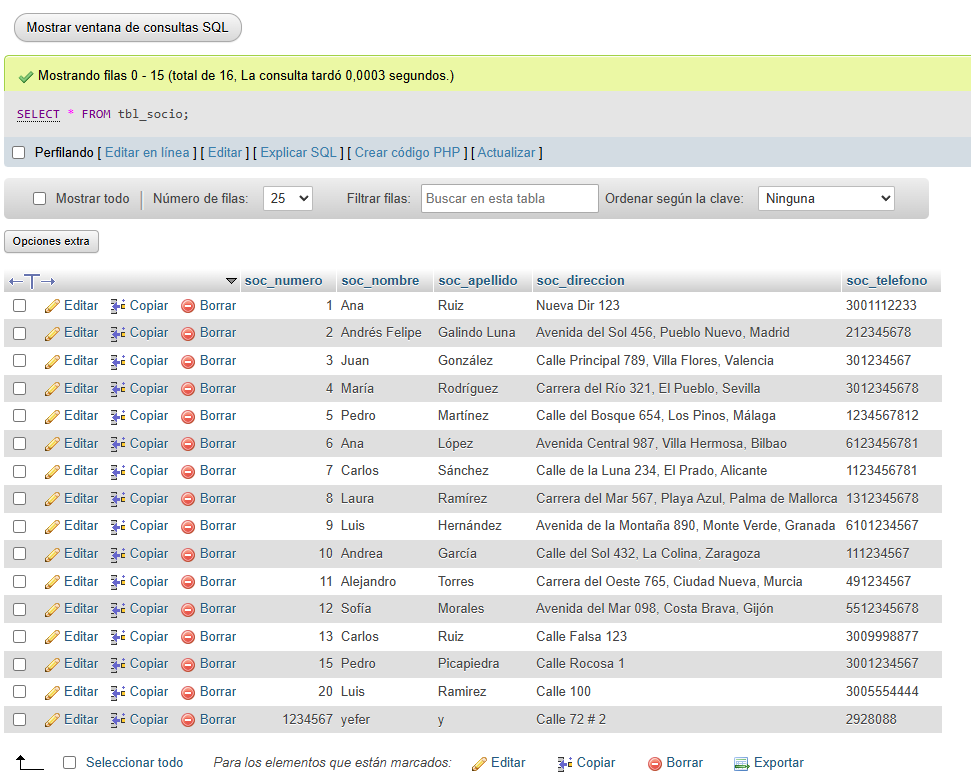 Mostrar ventana de consultas SQL
Mostrando filas 0 - 15 (total de 16, La consulta tardó 0,0003 segundos.)
SELECT * FROM tbl_socio;
Perfilando [ Editar en línea ] [ Editar ] [ Explicar SQL ] [ Crear código PHP ] [ Actualizar ]
Mostrar todo | Número de filas: 25 Filtrar filas: Buscar en esta tabla Ordenar según la clave: Ninguna
Opciones extra
soc_numero soc_nombre soc_apellido soc_direccion soc_telefono
Editar Copiar Borrar 1 Ana Ruiz Nueva Dir 123 3001112233
Editar Copiar Borrar 2 Andrés Felipe Galindo Luna Avenida del Sol 456, Pueblo Nuevo, Madrid 212345678
Editar Copiar Borrar 3 Juan González Calle Principal 789, Villa Flores, Valencia 301234567
Editar Copiar Borrar 4 María Rodríguez Carrera del Río 321, El Pueblo, Sevilla 3012345678
Editar Copiar Borrar 5 Pedro Martínez Calle del Bosque 654, Los Pinos, Málaga 1234567812
Editar Copiar Borrar 6 Ana López Avenida Central 987, Villa Hermosa, Bilbao 6123456781
Editar Copiar Borrar 7 Carlos Sánchez Calle de la Luna 234, El Prado, Alicante 1123456781
Editar Copiar Borrar 8 Laura Ramírez Carrera del Mar 567, Playa Azul, Palma de Mallorca 1312345678
Editar Copiar Borrar 9 Luis Hernández Avenida de la Montaña 890, Monte Verde, Granada 6101234567
Editar Copiar Borrar 10 Andrea García Calle del Sol 432, La Colina, Zaragoza 111234567
Editar Copiar Borrar 11 Alejandro Torres Carrera del Oeste 765, Ciudad Nueva, Murcia 491234567
Editar Copiar Borrar 12 Sofía Morales Avenida del Mar 098, Costa Brava, Gijón 5512345678
Editar Copiar Borrar 13 Carlos Ruiz Calle Falsa 123 3009998877
Editar Copiar Borrar 15 Pedro Picapiedra Calle Rocosa 1 3001234567
Editar Copiar Borrar 20 Luis Ramirez Calle 100 3005554444
Editar Copiar Borrar 1234567 yefer y Calle 72 # 2 2928088
Seleccionar todo Para los elementos que están marcados: Editar Copiar Borrar Exportar